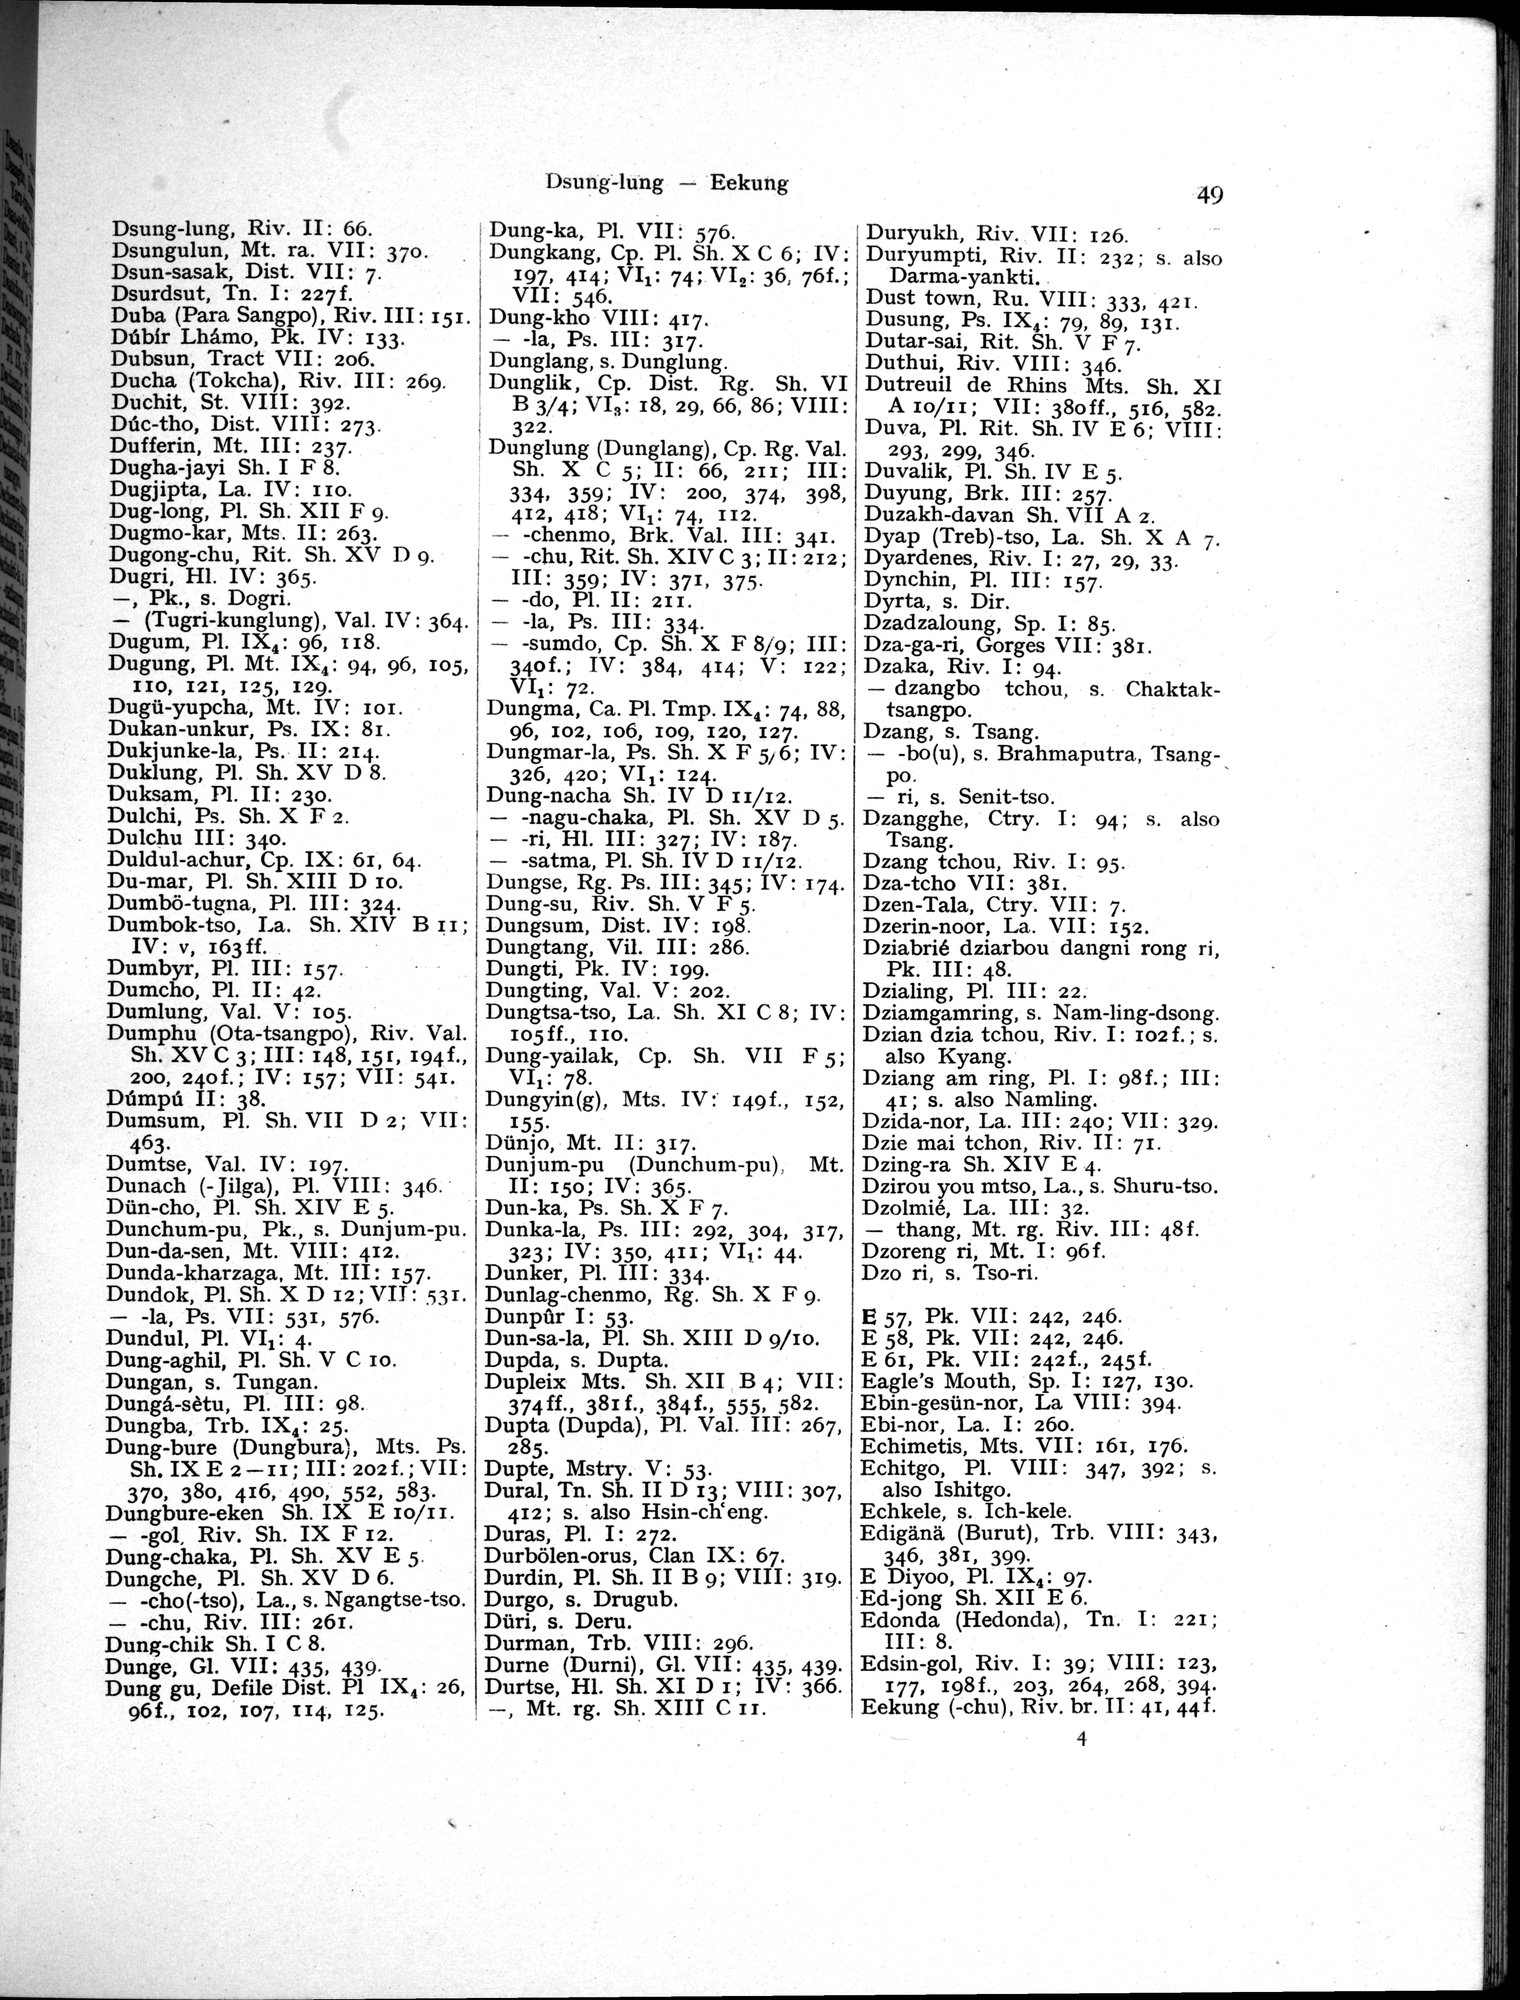 Dsung-lung — Eekung
49
Dsung-lung, Riv. II: 66.
Dsungulun, Mt. ra. VII: 370.
Dsun-sasak, Dist. VII: 7.
Dsurdsut, Tn. I: 227f.
Duba (Para Sangpo), Riv. III: 151.
Dúbír Lhámo, Pk. IV: 133.
Dubsun, Tract VII: 206.
Ducha (Tokcha), Riv. III: 269.
Duchit, St. VIII: 392.
Dúc-tho, Dist. VIII: 273.
Dufferin, Mt. III: 237.
Dugha-jayi Sh. I F 8.
Dugjipta, La. IV: 110.
Dug-long, Pl. Sh. XII F 9.
Dugmo-kar, Mts. II: 263.
Dugong-chu, Rit. Sh. XV D 9.
Dugri, Hl. IV: 365.
—, Pk., s. Dogri.
— (Tugri-kunglung), Val. IV: 364.
Dugum, Pl. IX₄: 96, 118.
Dugung, Pl. Mt. IX₄: 94, 96, 105,
110, 121, 125, 129.
Dugü-yupcha, Mt. IV: 101.
Dukan-unkur, Ps. IX: 81.
Dukjunke-la, Ps. II: 214.
Duklung, Pl. Sh. XV D 8.
Duksam, Pl. II: 230.
Dulchi, Ps. Sh. X F 2.
Dulchu III: 340.
Duldul-achur, Cp. IX: 61, 64.
Du-mar, Pl. Sh. XIII D 10.
Dumbö-tugna, Pl. III: 324.
Dumbok-tso, La. Sh. XIV B 11;
IV: v, 163ff.
Dumbyr, Pl. III: 157.
Dumcho, Pl. II: 42.
Dumlung, Val. V: 105.
Dumphu (Ota-tsangpo), Riv. Val.
Sh. XV C 3; III: 148, 151, 194f.,
200, 240f.; IV: 157; VII: 541.
Dúmpú II: 38.
Dumsum, Pl. Sh. VII D 2; VII:
463.
Dumtse, Val. IV: 197.
Dunach (-Jilga), Pl. VIII: 346.
Dün-cho, Pl. Sh. XIV E 5.
Dunchum-pu, Pk., s. Dunjum-pu.
Dun-da-sen, Mt. VIII: 412.
Dunda-kharzaga, Mt. III: 157.
Dundok, Pl. Sh. X D 12; VII: 531.
— -la, Ps. VII: 531, 576.
Dundul, Pl. VI₁: 4.
Dung-aghil, Pl. Sh. V C 10.
Dungan, s. Tungan.
Dungá-sètu, Pl. III: 98.
Dungba, Trb. IX₄: 25.
Dung-bure (Dungbura), Mts. Ps.
Sh. IX E 2—11; III: 202f.; VII:
370, 380, 416, 490, 552, 583.
Dungbure-eken Sh. IX E 10/11.
— -gol, Riv. Sh. IX F 12.
Dung-chaka, Pl. Sh. XV E 5.
Dungche, Pl. Sh. XV D 6.
— -cho(-tso), La., s. Ngangtse-tso.
— -chu, Riv. III: 261.
Dung-chik Sh. I C 8.
Dunge, Gl. VII: 435, 439.
Dung gu, Defile Dist. Pl IX₄: 26,
96f., 102, 107, 114, 125.
Dung-ka, Pl. VII: 576.
Dungkang, Cp. Pl. Sh. X C 6; IV:
197, 414; VI₁: 74; VI₂: 36, 76f.;
VII: 546.
Dung-kho VIII: 417.
— -la, Ps. III: 317.
Dunglang, s. Dunglung.
Dunglik, Cp. Dist. Rg. Sh. VI
B 3/4; VI₃: 18, 29, 66, 86; VIII:
322.
Dunglung (Dunglang), Cp. Rg. Val.
Sh. X C 5; II: 66, 211; III:
334, 359; IV: 200, 374, 398,
412, 418; VI₁: 74, 112.
— -chenmo, Brk. Val. III: 341.
— -chu, Rit. Sh. XIV C 3; II: 212;
III: 359; IV: 371, 375.
— -do, Pl. II: 211.
— -la, Ps. III: 334.
— -sumdo, Cp. Sh. X F 8/9; III:
340f.; IV: 384, 414; V: 122;
VI₁: 72.
Dungma, Ca. Pl. Tmp. IX₄: 74, 88,
96, 102, 106, 109, 120, 127.
Dungmar-la, Ps. Sh. X F 5/6; IV:
326, 420; VI₁: 124.
Dung-nacha Sh. IV D 11/12.
— -nagu-chaka, Pl. Sh. XV D 5.
— -ri, Hl. III: 327; IV: 187.
— -satma, Pl. Sh. IV D 11/12.
Dungse, Rg. Ps. III: 345; IV: 174.
Dung-su, Riv. Sh. V F 5.
Dungsum, Dist. IV: 198.
Dungtang, Vil. III: 286.
Dungti, Pk. IV: 199.
Dungting, Val. V: 202.
Dungtsa-tso, La. Sh. XI C 8; IV:
105ff., 110.
Dung-yailak, Cp. Sh. VII F 5;
VI₁: 78.
Dungyin(g), Mts. IV: 149f., 152,
155.
Dünjo, Mt. II: 317.
Dunjum-pu (Dunchum-pu), Mt.
II: 150; IV: 365.
Dun-ka, Ps. Sh. X F 7.
Dunka-la, Ps. III: 292, 304, 317,
323; IV: 350, 411; VI₁: 44.
Dunker, Pl. III: 334.
Dunlag-chenmo, Rg. Sh. X F 9.
Dunpûr I: 53.
Dun-sa-la, Pl. Sh. XIII D 9/10.
Dupda, s. Dupta.
Dupleix Mts. Sh. XII B 4; VII:
374ff., 381f., 384f., 555, 582.
Dupta (Dupda), Pl. Val. III: 267,
285.
Dupte, Mstry. V: 53.
Dural, Tn. Sh. II D 13; VIII: 307,
412; s. also Hsin-ch‘eng.
Duras, Pl. I: 272.
Durbölen-orus, Clan IX: 67.
Durdin, Pl. Sh. II B 9; VIII: 319.
Durgo, s. Drugub.
Düri, s. Deru.
Durman, Trb. VIII: 296.
Durne (Durni), Gl. VII: 435, 439.
Durtse, Hl. Sh. XI D 1; IV: 366.
—, Mt. rg. Sh. XIII C 11.
Duryukh, Riv. VII: 126.
Duryumpti, Riv. II: 232; s. also
Darma-yankti.
Dust town, Ru. VIII: 333, 421.
Dusung, Ps. IX₄: 79, 89, 131.
Dutar-sai, Rit. Sh. V F 7.
Duthui, Riv. VIII: 346.
Dutreuil de Rhins Mts. Sh. XI
A 10/11; VII: 380ff., 516, 582.
Duva, Pl. Rit. Sh. IV E 6; VIII:
293, 299, 346.
Duvalik, Pl. Sh. IV E 5.
Duyung, Brk. III: 257.
Duzakh-davan Sh. VII A 2.
Dyap (Treb)-tso, La. Sh. X A 7.
Dyardenes, Riv. I: 27, 29, 33.
Dynchin, Pl. III: 157.
Dyrta, s. Dir.
Dzadzaloung, Sp. I: 85.
Dza-ga-ri, Gorges VII: 381.
Dzaka, Riv. I: 94.
— dzangbo tchou, s. Chaktak-
tsangpo.
Dzang, s. Tsang.
— -bo(u), s. Brahmaputra, Tsang-
po.
— ri, s. Senit-tso.
Dzangghe, Ctry. I: 94; s. also
Tsang.
Dzang tchou, Riv. I: 95.
Dza-tcho VII: 381.
Dzen-Tala, Ctry. VII: 7.
Dzerin-noor, La. VII: 152.
Dziabrié dziarbou dangni rong ri,
Pk. III: 48.
Dzialing, Pl. III: 22.
Dziamgamring, s. Nam-ling-dsong.
Dzian dzia tchou, Riv. I: 102f.; s.
also Kyang.
Dziang am ring, Pl. I: 98f.; III:
41; s. also Namling.
Dzida-nor, La. III: 240; VII: 329.
Dzie mai tchon, Riv. II: 71.
Dzing-ra Sh. XIV E 4.
Dzirou you mtso, La., s. Shuru-tso.
Dzolmié, La. III: 32.
— thang, Mt. rg. Riv. III: 48f.
Dzoreng ri, Mt. I: 96f.
Dzo ri, s. Tso-ri.
E 57, Pk. VII: 242, 246.
E 58, Pk. VII: 242, 246.
E 61, Pk. VII: 242f., 245f.
Eagle's Mouth, Sp. I: 127, 130.
Ebin-gesün-nor, La VIII: 394.
Ebi-nor, La. I: 260.
Echimetis, Mts. VII: 161, 176.
Echitgo, Pl. VIII: 347, 392; s.
also Ishitgo.
Echkele, s. Ich-kele.
Edigänä (Burut), Trb. VIII: 343,
346, 381, 399.
E Diyoo, Pl. IX₄: 97.
Ed-jong Sh. XII E 6.
Edonda (Hedonda), Tn. I: 221;
III: 8.
Edsin-gol, Riv. I: 39; VIII: 123,
177, 198f., 203, 264, 268, 394.
Eekung (-chu), Riv. br. II: 41, 44f.
4